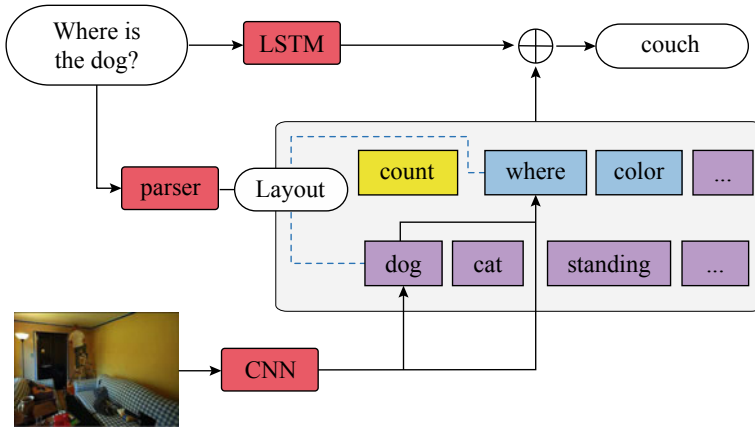 Where is
the dog?
LSTM
couch
parser
Layout
count
where
color
...
dog
cat
standing
...
CNN